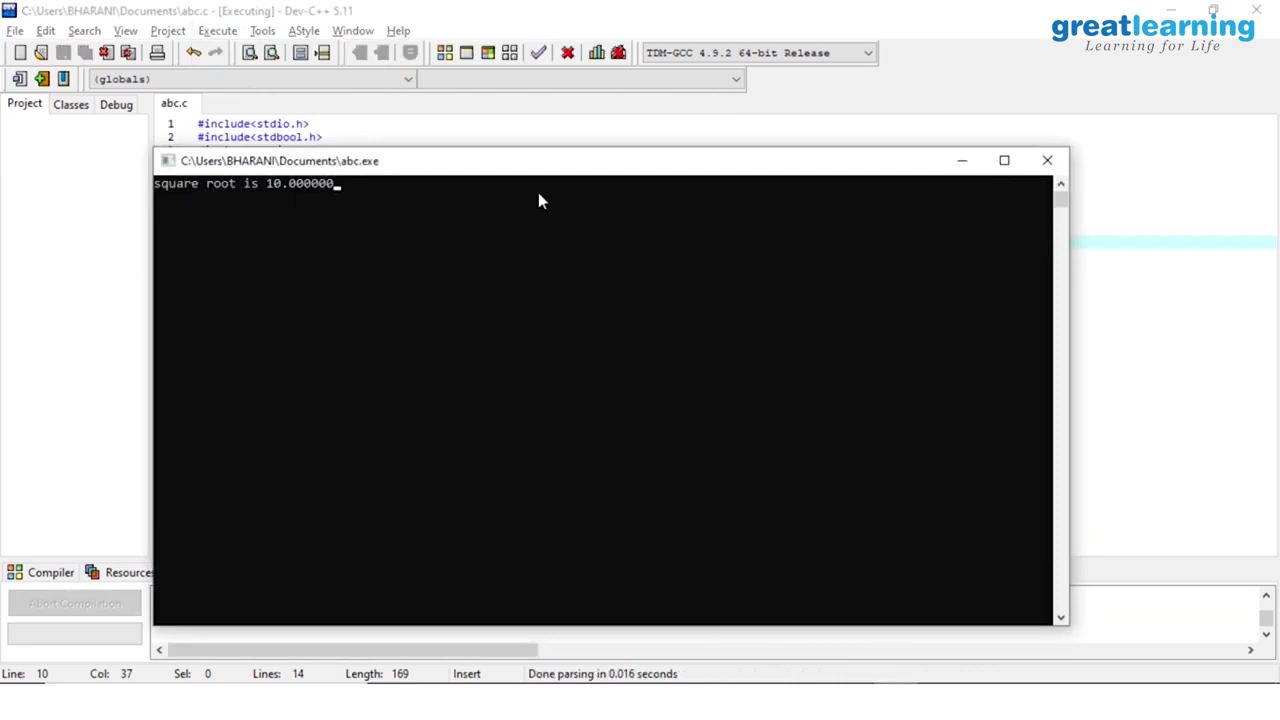 C:\Users\BHARANI\Documents\abc.c - [Executing] - Dev-C++ 5.11
greatlearning
Learning for Life
File Edit Search View Project Execute Tools AStyle Window Help
TDM-GCC 4.9.2 64-bit Release
(globals)
Project Classes Debug
abc.c
1 #include<stdio.h>
2 #include<stdbool.h>
C:\Users\BHARANI\Documents\abc.exe
square root is 10.000000
Compiler Resources
Abort Compilation
Line: 10 Col: 37 Sel: 0 Lines: 14 Length: 169 Insert Done parsing in 0.016 seconds